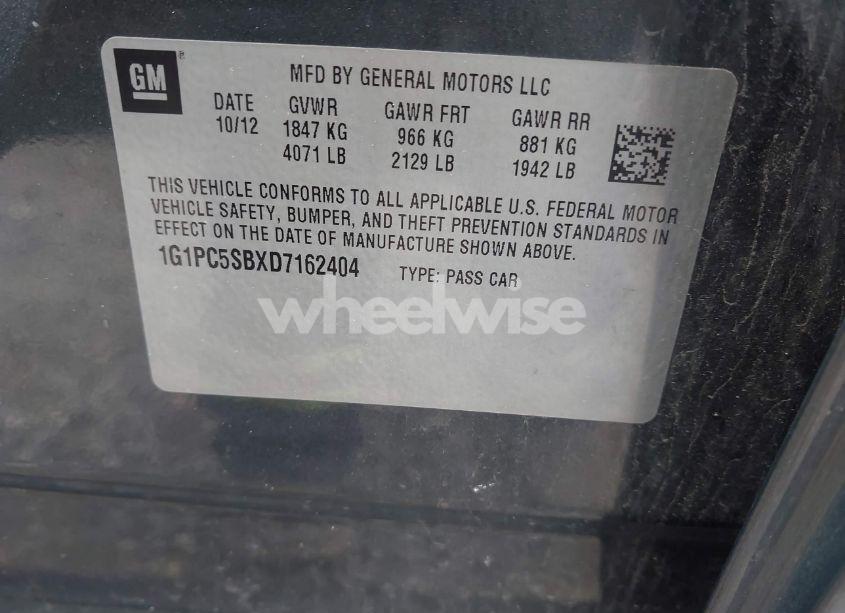 GM®
MFD BY GENERAL MOTORS LLC
DATE GVWR GAWR FRT GAWR RR
10/12 1847 KG 966 KG 881 KG
4071 LB 2129 LB 1942 LB
THIS VEHICLE CONFORMS TO ALL APPLICABLE U.S. FEDERAL MOTOR
VEHICLE SAFETY, BUMPER, AND THEFT PREVENTION STANDARDS IN
EFFECT ON THE DATE OF MANUFACTURE SHOWN ABOVE.
1G1PC5SBXD7162404 TYPE: PASS CAR
wheelwise